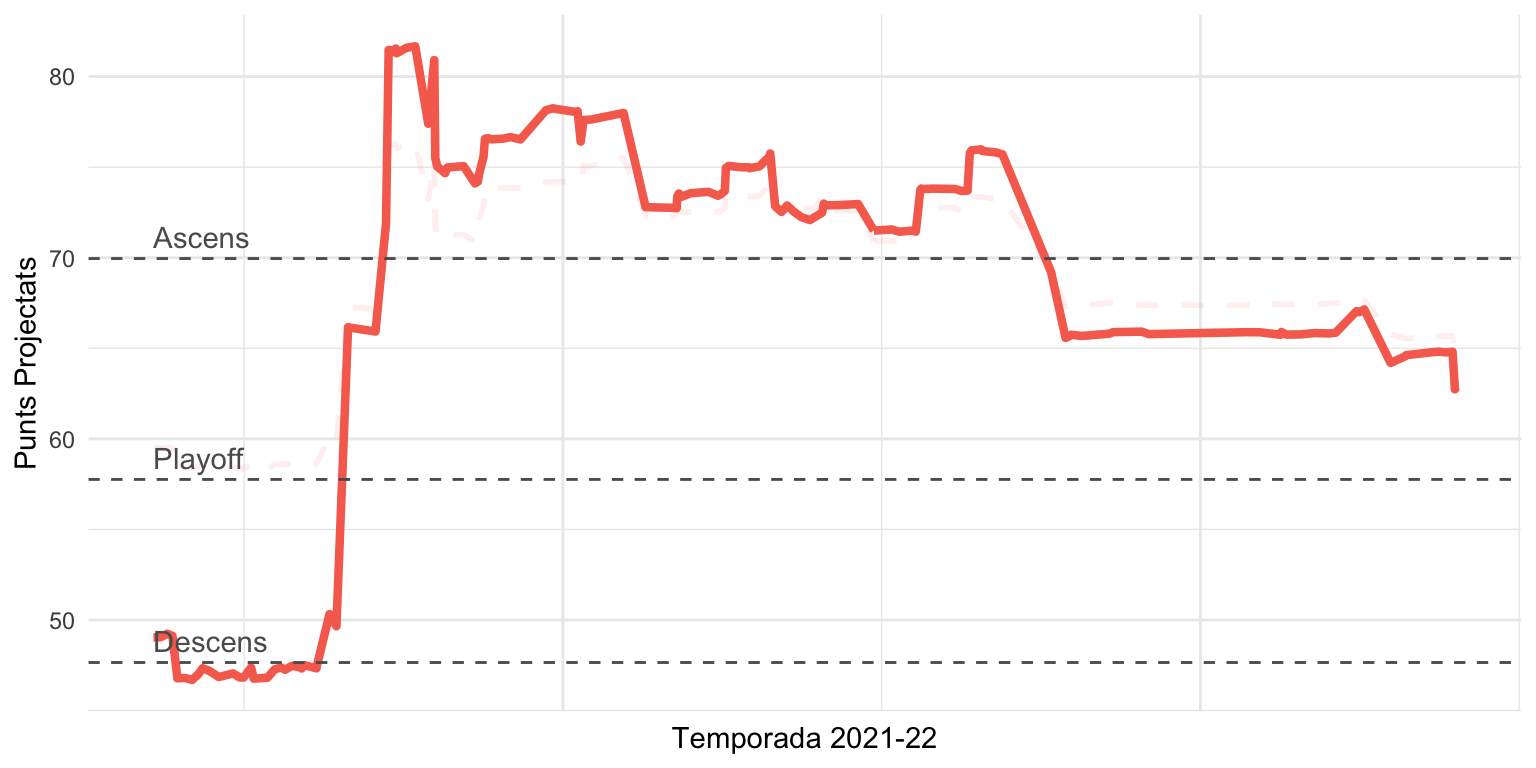 80
70
60
50
Punts Projectats
Ascens
Playoff
Descens
Temporada 2021-22